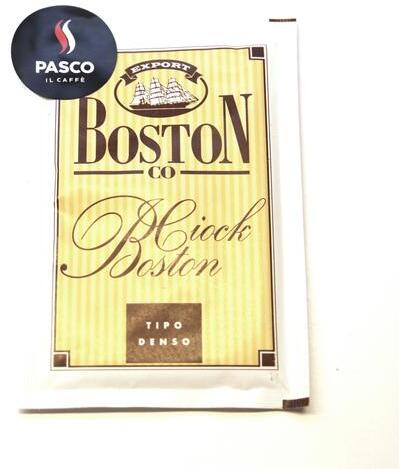 PASCO
IL CAFFÈ
EXPORT
BOSTON
CO
Ciock
Boston
TIPO
DENSO